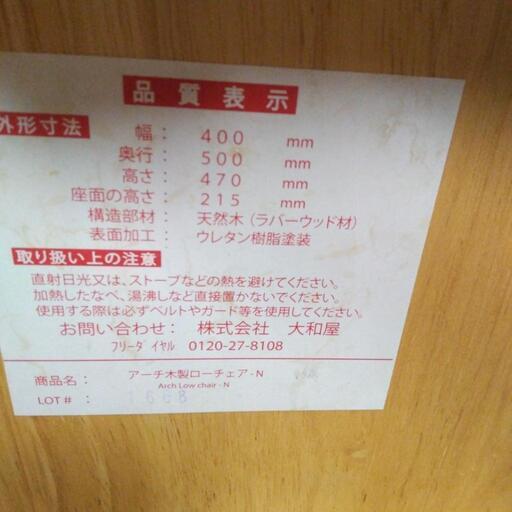 品質表示
外形寸法
幅： 400 mm
奥行： 500 mm
高さ： 470 mm
座面の高さ： 215 mm
構造部材： 天然木（ラバーウッド材）
表面加工： ウレタン樹脂塗装
取り扱い上の注意
直射日光又は、ストーブなどの熱を避けてください。
加熱したなべ、湯沸しなど直接置かないでください。
使用する際は必ずベルトやガード等を使用してください。
お問い合わせ： 株式会社 大和屋
フリーダイヤル 0120-27-8108
商品名： アーチ木製ローチェア-N
Arch Low chair - N
LOT #： 1668